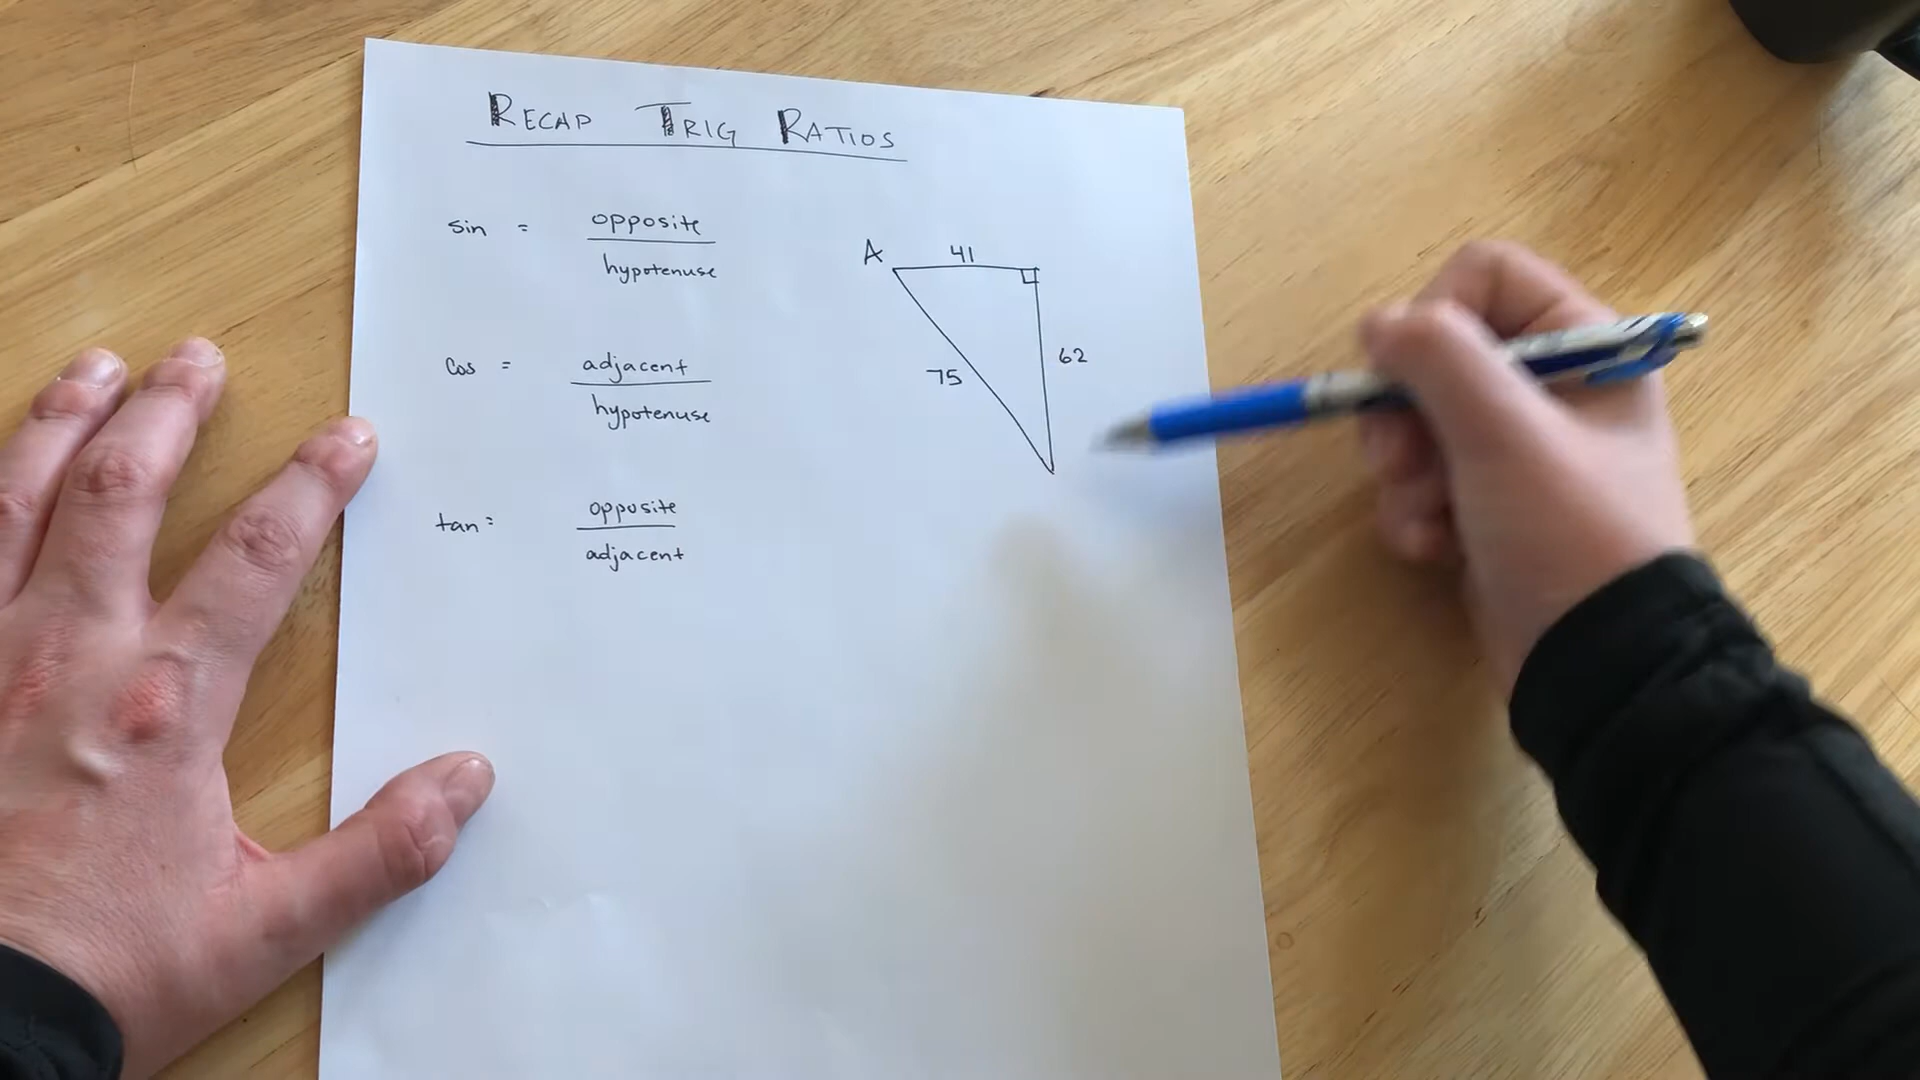 RECAP TRIG RATIOS
sin = opposite
hypotenuse
Cos = adjacent
hypotenuse
tan = opposite
adjacent
A
41
75
62